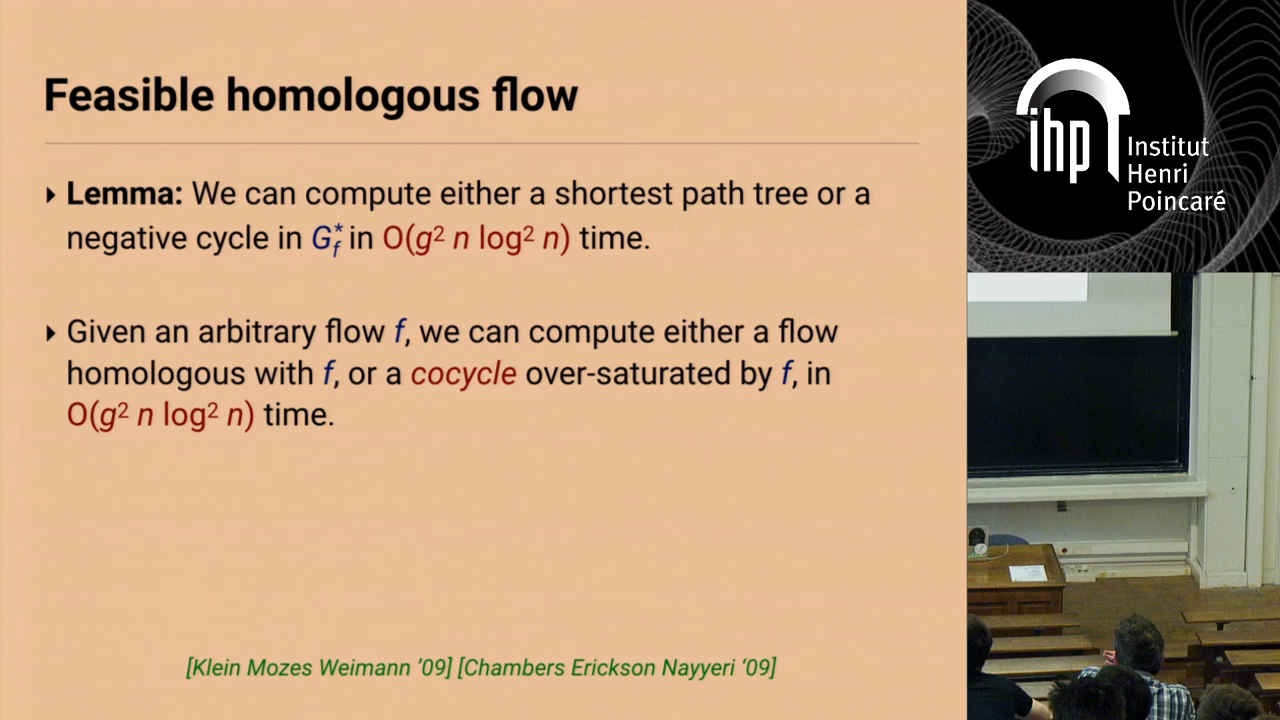 Feasible homologous flow
▸ Lemma: We can compute either a shortest path tree or a
negative cycle in G*f in O(g² n log² n) time.
▸ Given an arbitrary flow f, we can compute either a flow
homologous with f, or a cocycle over-saturated by f, in
O(g² n log² n) time.
[Klein Mozes Weimann ’09] [Chambers Erickson Nayyeri ‘09]
ihp Institut
Henri
Poincaré